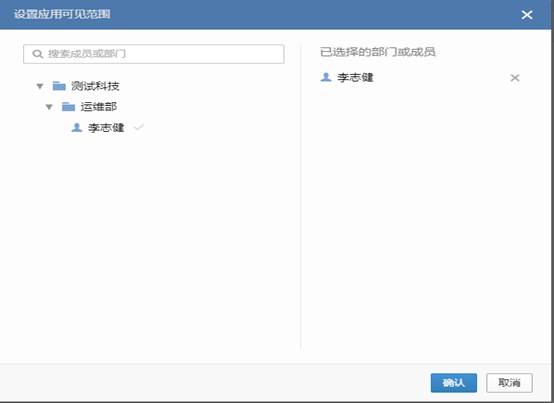 设置应用可见范围
搜索成员或部门
测试科技
运维部
李志健
已选择的部门或成员
李志健
确认
取消